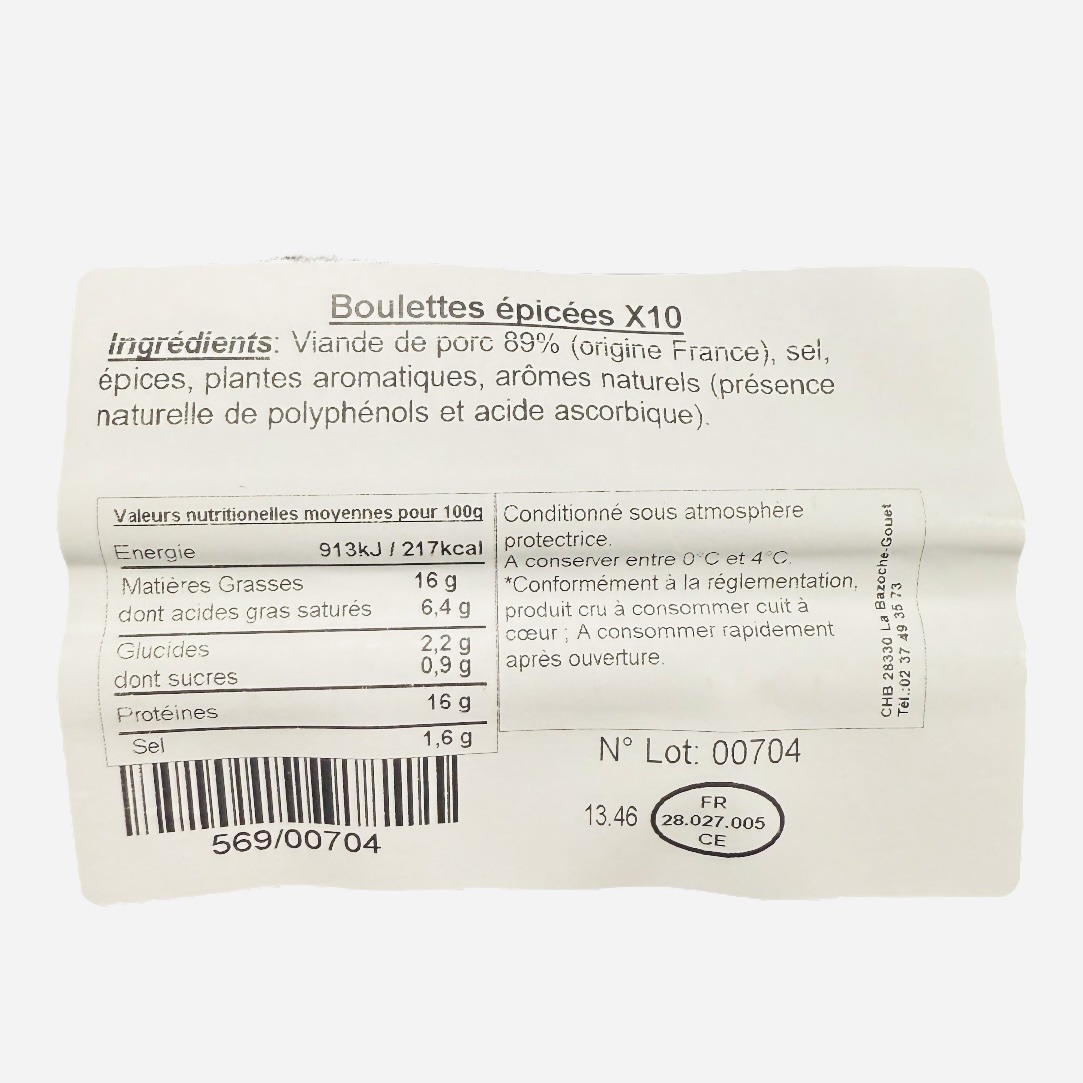 Boulettes épicées X10
Ingrédients: Viande de porc 89% (origine France), sel,
épices, plantes aromatiques, arômes naturels (présence
naturelle de polyphénols et acide ascorbique).
Valeurs nutritionelles moyennes pour 100g
Energie 913kJ / 217kcal
Matières Grasses 16 g
dont acides gras saturés 6,4 g
Glucides 2,2 g
dont sucres 0,9 g
Protéines 16 g
Sel 1,6 g
Conditionné sous atmosphère
protectrice.
A conserver entre 0°C et 4°C.
*Conformément à la réglementation,
produit cru à consommer cuit à
cœur ; A consommer rapidement
après ouverture.
CHB 28330 La Bazoche-Gouet
Tél.:02 37 49 35 73
569/00704
N° Lot: 00704
13.46
FR
28.027.005
CE